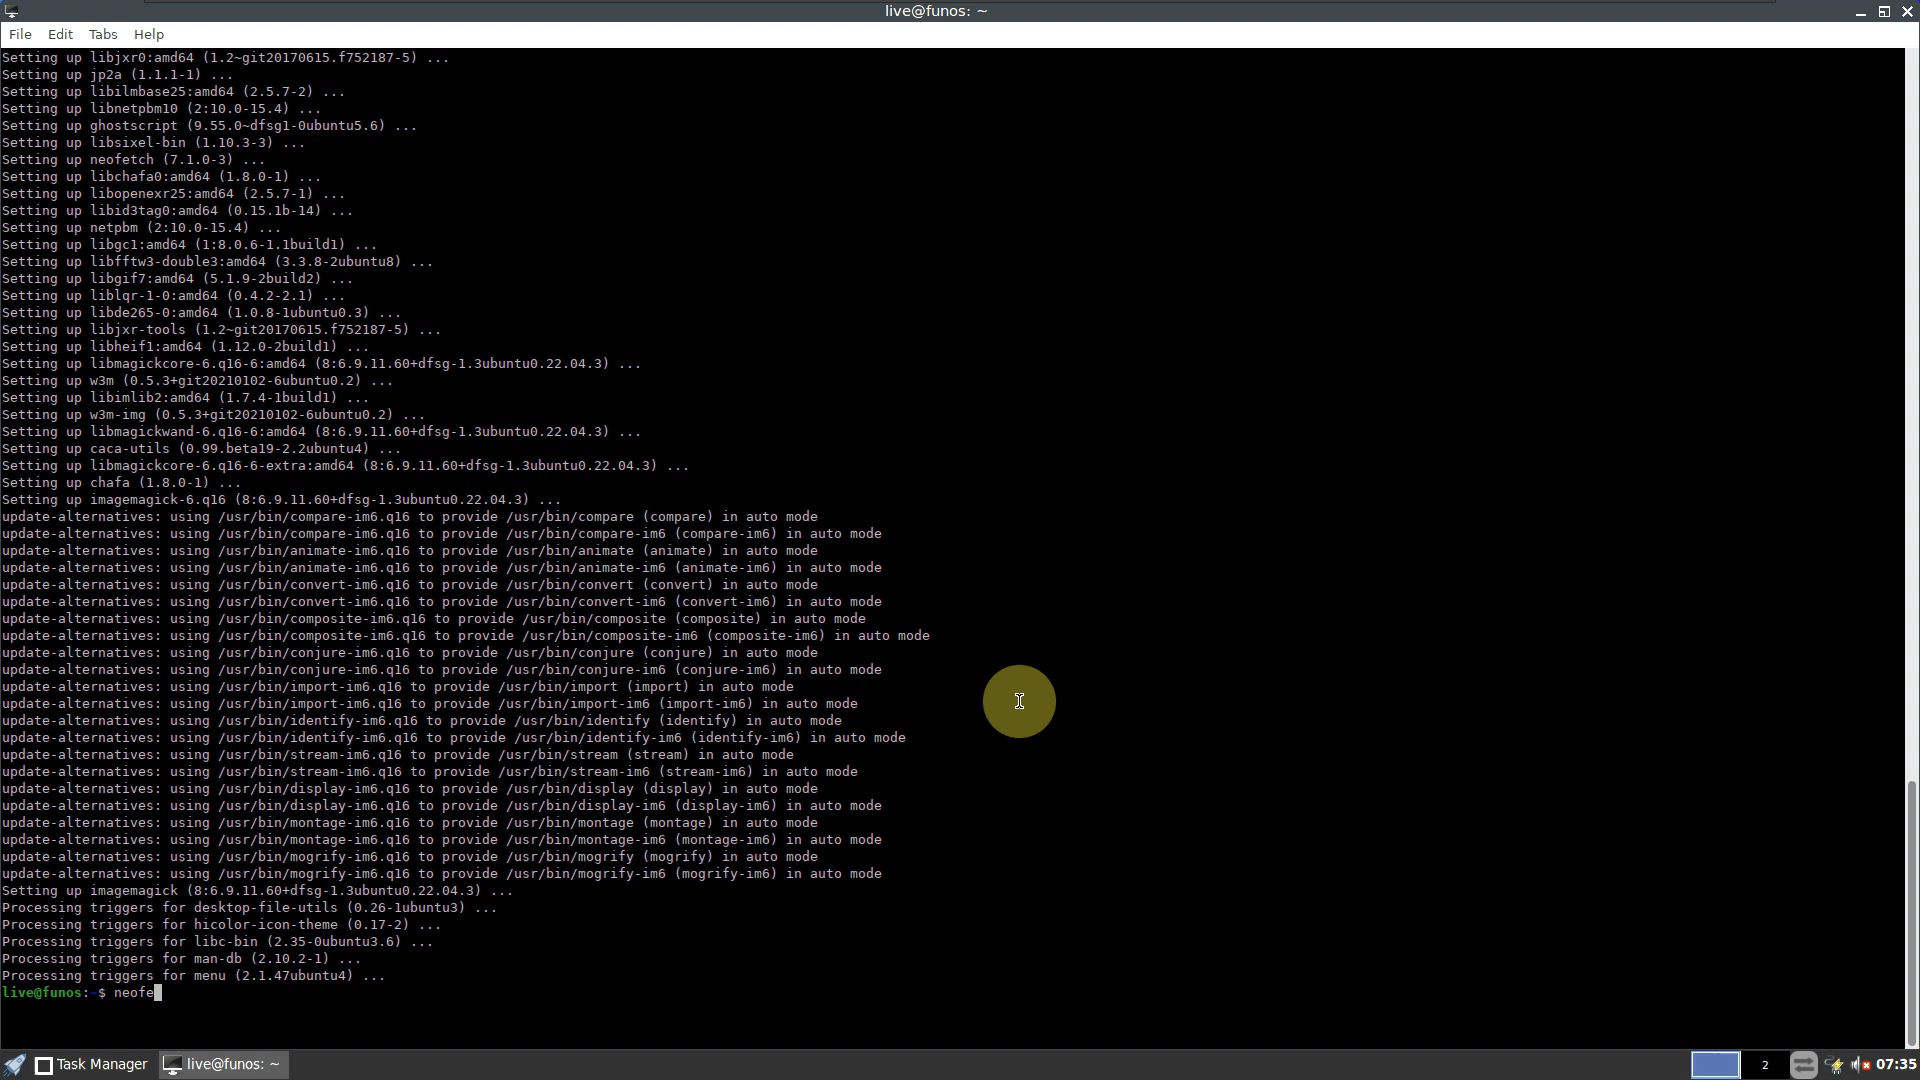 live@funos: ~
File Edit Tabs Help
Setting up libjxr0:amd64 (1.2~git20170615.f752187-5) ...
Setting up jp2a (1.1.1-1) ...
Setting up libilmbase25:amd64 (2.5.7-2) ...
Setting up libnetpbm10 (2:10.0-15.4) ...
Setting up ghostscript (9.55.0~dfsg1-0ubuntu5.6) ...
Setting up libsixel-bin (1.10.3-3) ...
Setting up neofetch (7.1.0-3) ...
Setting up libchafa0:amd64 (1.8.0-1) ...
Setting up libopenexr25:amd64 (2.5.7-1) ...
Setting up libid3tag0:amd64 (0.15.1b-14) ...
Setting up netpbm (2:10.0-15.4) ...
Setting up libgc1:amd64 (1:8.0.6-1.1build1) ...
Setting up libfftw3-double3:amd64 (3.3.8-2ubuntu8) ...
Setting up libgif7:amd64 (5.1.9-2build2) ...
Setting up liblqr-1-0:amd64 (0.4.2-2.1) ...
Setting up libde265-0:amd64 (1.0.8-1ubuntu0.3) ...
Setting up libjxr-tools (1.2~git20170615.f752187-5) ...
Setting up libheif1:amd64 (1.12.0-2build1) ...
Setting up libmagickcore-6.q16-6:amd64 (8:6.9.11.60+dfsg-1.3ubuntu0.22.04.3) ...
Setting up w3m (0.5.3+git20210102-6ubuntu0.2) ...
Setting up libimlib2:amd64 (1.7.4-1build1) ...
Setting up w3m-img (0.5.3+git20210102-6ubuntu0.2) ...
Setting up libmagickwand-6.q16-6:amd64 (8:6.9.11.60+dfsg-1.3ubuntu0.22.04.3) ...
Setting up caca-utils (0.99.beta19-2.2ubuntu4) ...
Setting up libmagickcore-6.q16-6-extra:amd64 (8:6.9.11.60+dfsg-1.3ubuntu0.22.04.3) ...
Setting up chafa (1.8.0-1) ...
Setting up imagemagick-6.q16 (8:6.9.11.60+dfsg-1.3ubuntu0.22.04.3) ...
update-alternatives: using /usr/bin/compare-im6.q16 to provide /usr/bin/compare (compare) in auto mode
update-alternatives: using /usr/bin/compare-im6.q16 to provide /usr/bin/compare-im6 (compare-im6) in auto mode
update-alternatives: using /usr/bin/animate-im6.q16 to provide /usr/bin/animate (animate) in auto mode
update-alternatives: using /usr/bin/animate-im6.q16 to provide /usr/bin/animate-im6 (animate-im6) in auto mode
update-alternatives: using /usr/bin/convert-im6.q16 to provide /usr/bin/convert (convert) in auto mode
update-alternatives: using /usr/bin/convert-im6.q16 to provide /usr/bin/convert-im6 (convert-im6) in auto mode
update-alternatives: using /usr/bin/composite-im6.q16 to provide /usr/bin/composite (composite) in auto mode
update-alternatives: using /usr/bin/composite-im6.q16 to provide /usr/bin/composite-im6 (composite-im6) in auto mode
update-alternatives: using /usr/bin/conjure-im6.q16 to provide /usr/bin/conjure (conjure) in auto mode
update-alternatives: using /usr/bin/conjure-im6.q16 to provide /usr/bin/conjure-im6 (conjure-im6) in auto mode
update-alternatives: using /usr/bin/import-im6.q16 to provide /usr/bin/import (import) in auto mode
update-alternatives: using /usr/bin/import-im6.q16 to provide /usr/bin/import-im6 (import-im6) in auto mode
update-alternatives: using /usr/bin/identify-im6.q16 to provide /usr/bin/identify (identify) in auto mode
update-alternatives: using /usr/bin/identify-im6.q16 to provide /usr/bin/identify-im6 (identify-im6) in auto mode
update-alternatives: using /usr/bin/stream-im6.q16 to provide /usr/bin/stream (stream) in auto mode
update-alternatives: using /usr/bin/stream-im6.q16 to provide /usr/bin/stream-im6 (stream-im6) in auto mode
update-alternatives: using /usr/bin/display-im6.q16 to provide /usr/bin/display (display) in auto mode
update-alternatives: using /usr/bin/display-im6.q16 to provide /usr/bin/display-im6 (display-im6) in auto mode
update-alternatives: using /usr/bin/montage-im6.q16 to provide /usr/bin/montage (montage) in auto mode
update-alternatives: using /usr/bin/montage-im6.q16 to provide /usr/bin/montage-im6 (montage-im6) in auto mode
update-alternatives: using /usr/bin/mogrify-im6.q16 to provide /usr/bin/mogrify (mogrify) in auto mode
update-alternatives: using /usr/bin/mogrify-im6.q16 to provide /usr/bin/mogrify-im6 (mogrify-im6) in auto mode
Setting up imagemagick (8:6.9.11.60+dfsg-1.3ubuntu0.22.04.3) ...
Processing triggers for desktop-file-utils (0.26-1ubuntu3) ...
Processing triggers for hicolor-icon-theme (0.17-2) ...
Processing triggers for libc-bin (2.35-0ubuntu3.6) ...
Processing triggers for man-db (2.10.2-1) ...
Processing triggers for menu (2.1.47ubuntu4) ...
live@funos:~$ neofe
Task Manager live@funos: ~ 2 07:35